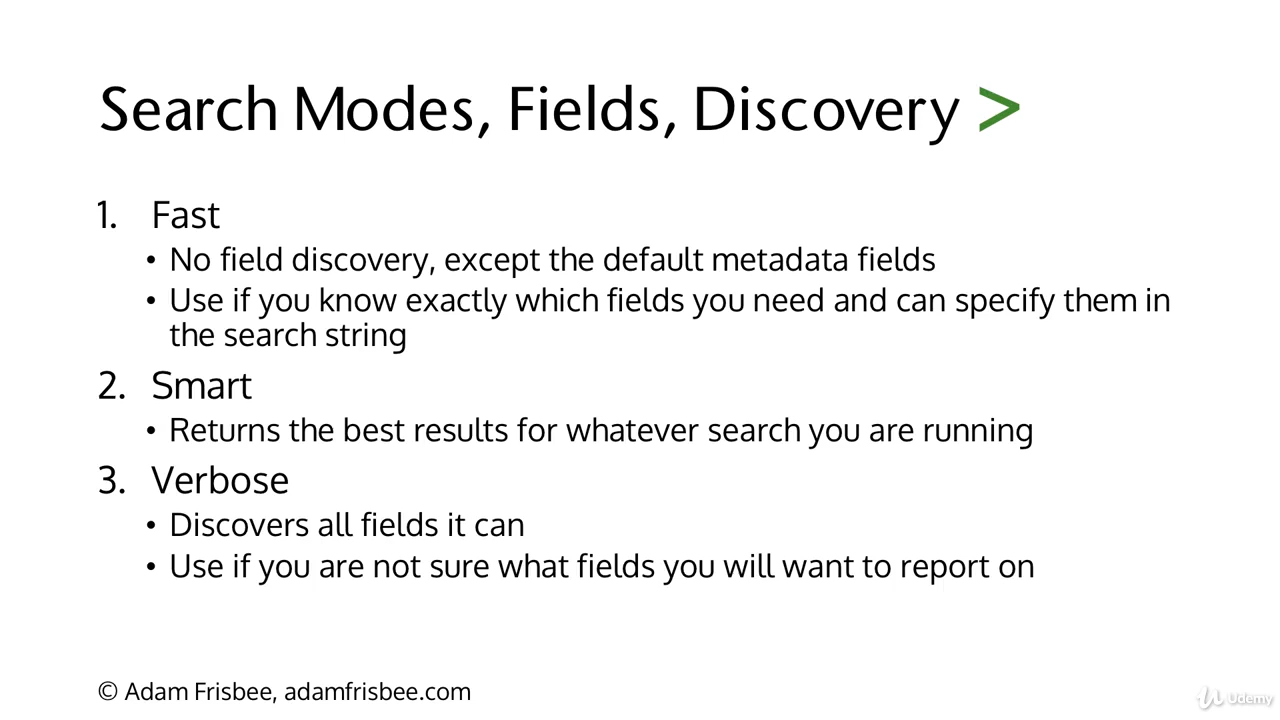 Search Modes, Fields, Discovery >
1. Fast
• No field discovery, except the default metadata fields
• Use if you know exactly which fields you need and can specify them in
the search string
2. Smart
• Returns the best results for whatever search you are running
3. Verbose
• Discovers all fields it can
• Use if you are not sure what fields you will want to report on
© Adam Frisbee, adamfrisbee.com
Udemy